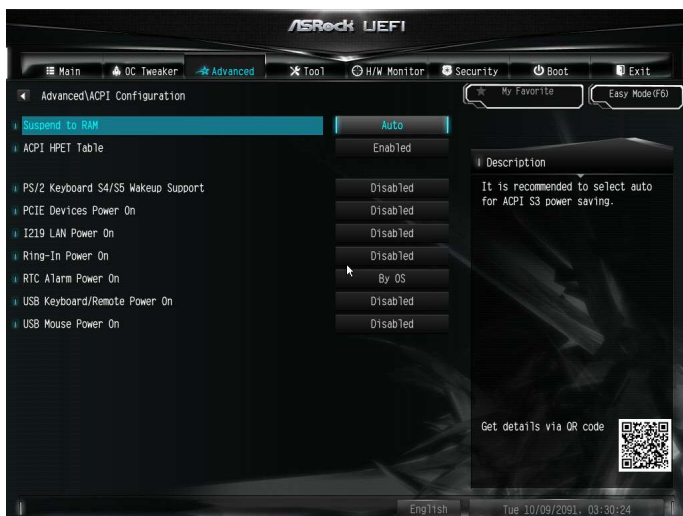 ASRock UEFI
Main OC Tweaker Advanced Tool H/W Monitor Security Boot Exit
Advanced\ACPI Configuration
My Favorite
Easy Mode(F6)
Suspend to RAM Auto
ACPI HPET Table Enabled
PS/2 Keyboard S4/S5 Wakeup Support Disabled
PCIE Devices Power On Disabled
I219 LAN Power On Disabled
Ring-In Power On Disabled
RTC Alarm Power On By OS
USB Keyboard/Remote Power On Disabled
USB Mouse Power On Disabled
Description
It is recommended to select auto
for ACPI S3 power saving.
Get details via QR code
English
Tue 10/09/2091. 03:30:24